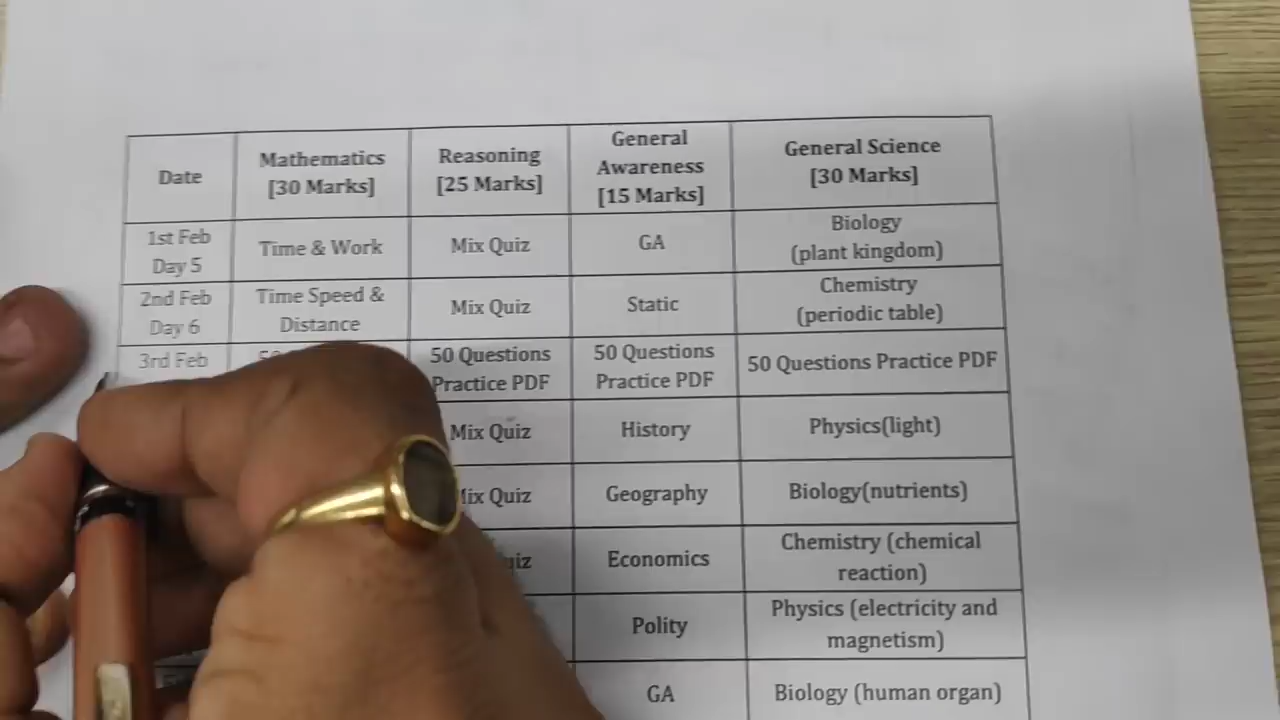 Date
Mathematics
[30 Marks]
Reasoning
[25 Marks]
General
Awareness
[15 Marks]
General Science
[30 Marks]
1st Feb
Day 5
Time & Work
Mix Quiz
GA
Biology
(plant kingdom)
2nd Feb
Day 6
Time Speed &
Distance
Mix Quiz
Static
Chemistry
(periodic table)
3rd Feb
50 Questions
Practice PDF
50 Questions
Practice PDF
50 Questions Practice PDF
Mix Quiz
History
Physics(light)
Mix Quiz
Geography
Biology(nutrients)
Economics
Chemistry (chemical
reaction)
Polity
Physics (electricity and
magnetism)
GA
Biology (human organ)